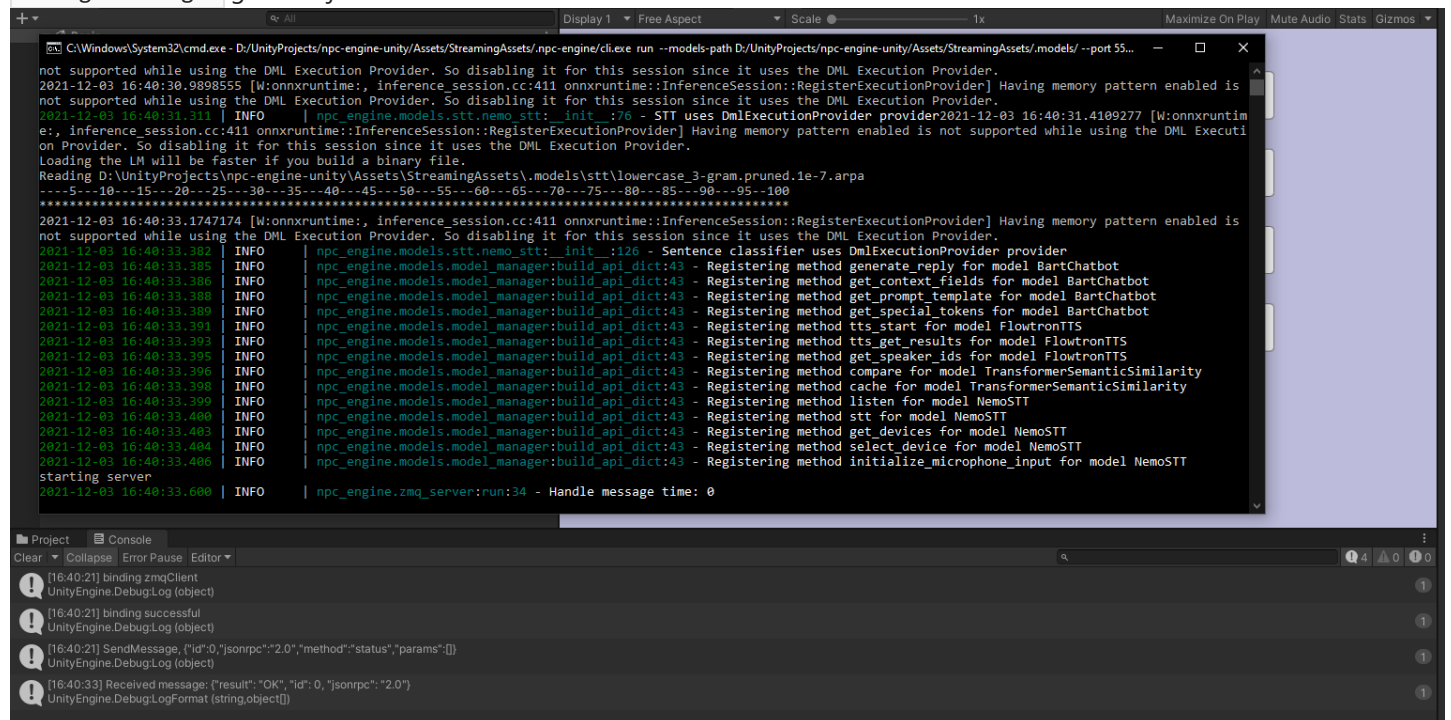 All
Display 1 Free Aspect Scale 1x Maximize On Play Mute Audio Stats Gizmos
C:\Windows\System32\cmd.exe - D:/UnityProjects/npc-engine-unity/Assets/StreamingAssets/.npc-engine/cli.exe run --models-path D:/UnityProjects/npc-engine-unity/Assets/StreamingAssets/.models/ --port 55...
not supported while using the DML Execution Provider. So disabling it for this session since it uses the DML Execution Provider.
2021-12-03 16:40:30.9898555 [W:onnxruntime:, inference_session.cc:411 onnxruntime::InferenceSession::RegisterExecutionProvider] Having memory pattern enabled is
not supported while using the DML Execution Provider. So disabling it for this session since it uses the DML Execution Provider.
2021-12-03 16:40:31.311 | INFO | npc_engine.models.stt.nemo_stt:__init__:76 - STT uses DmlExecutionProvider provider2021-12-03 16:40:31.4109277 [W:onnxruntim
e:, inference_session.cc:411 onnxruntime::InferenceSession::RegisterExecutionProvider] Having memory pattern enabled is not supported while using the DML Executi
on Provider. So disabling it for this session since it uses the DML Execution Provider.
Loading the LM will be faster if you build a binary file.
Reading D:\UnityProjects\npc-engine-unity\Assets\StreamingAssets\.models\stt\lowercase_3-gram.pruned.1e-7.arpa
----5---10---15---20---25---30---35---40---45---50---55---60---65---70---75---80---85---90---95--100
****************************************************************************************************
2021-12-03 16:40:33.1747174 [W:onnxruntime:, inference_session.cc:411 onnxruntime::InferenceSession::RegisterExecutionProvider] Having memory pattern enabled is
not supported while using the DML Execution Provider. So disabling it for this session since it uses the DML Execution Provider.
2021-12-03 16:40:33.382 | INFO | npc_engine.models.stt.nemo_stt:__init__:126 - Sentence classifier uses DmlExecutionProvider provider
2021-12-03 16:40:33.385 | INFO | npc_engine.models.model_manager:build_api_dict:43 - Registering method generate_reply for model BartChatbot
2021-12-03 16:40:33.386 | INFO | npc_engine.models.model_manager:build_api_dict:43 - Registering method get_context_fields for model BartChatbot
2021-12-03 16:40:33.388 | INFO | npc_engine.models.model_manager:build_api_dict:43 - Registering method get_prompt_template for model BartChatbot
2021-12-03 16:40:33.389 | INFO | npc_engine.models.model_manager:build_api_dict:43 - Registering method get_special_tokens for model BartChatbot
2021-12-03 16:40:33.391 | INFO | npc_engine.models.model_manager:build_api_dict:43 - Registering method tts_start for model FlowtronTTS
2021-12-03 16:40:33.393 | INFO | npc_engine.models.model_manager:build_api_dict:43 - Registering method tts_get_results for model FlowtronTTS
2021-12-03 16:40:33.395 | INFO | npc_engine.models.model_manager:build_api_dict:43 - Registering method get_speaker_ids for model FlowtronTTS
2021-12-03 16:40:33.396 | INFO | npc_engine.models.model_manager:build_api_dict:43 - Registering method compare for model TransformerSemanticSimilarity
2021-12-03 16:40:33.398 | INFO | npc_engine.models.model_manager:build_api_dict:43 - Registering method cache for model TransformerSemanticSimilarity
2021-12-03 16:40:33.399 | INFO | npc_engine.models.model_manager:build_api_dict:43 - Registering method listen for model NemoSTT
2021-12-03 16:40:33.400 | INFO | npc_engine.models.model_manager:build_api_dict:43 - Registering method stt for model NemoSTT
2021-12-03 16:40:33.403 | INFO | npc_engine.models.model_manager:build_api_dict:43 - Registering method get_devices for model NemoSTT
2021-12-03 16:40:33.404 | INFO | npc_engine.models.model_manager:build_api_dict:43 - Registering method select_device for model NemoSTT
2021-12-03 16:40:33.406 | INFO | npc_engine.models.model_manager:build_api_dict:43 - Registering method initialize_microphone_input for model NemoSTT
starting server
2021-12-03 16:40:33.600 | INFO | npc_engine.zmq_server:run:34 - Handle message time: 0
Project Console
Clear Collapse Error Pause Editor 4 0 0
[16:40:21] binding zmqClient
UnityEngine.Debug:Log (object)
1
[16:40:21] binding successful
UnityEngine.Debug:Log (object)
1
[16:40:21] SendMessage, {"id":0,"jsonrpc":"2.0","method":"status","params":[]}
UnityEngine.Debug:Log (object)
1
[16:40:33] Received message: {"result": "OK", "id": 0, "jsonrpc": "2.0"}
UnityEngine.Debug:LogFormat (string,object[])
1